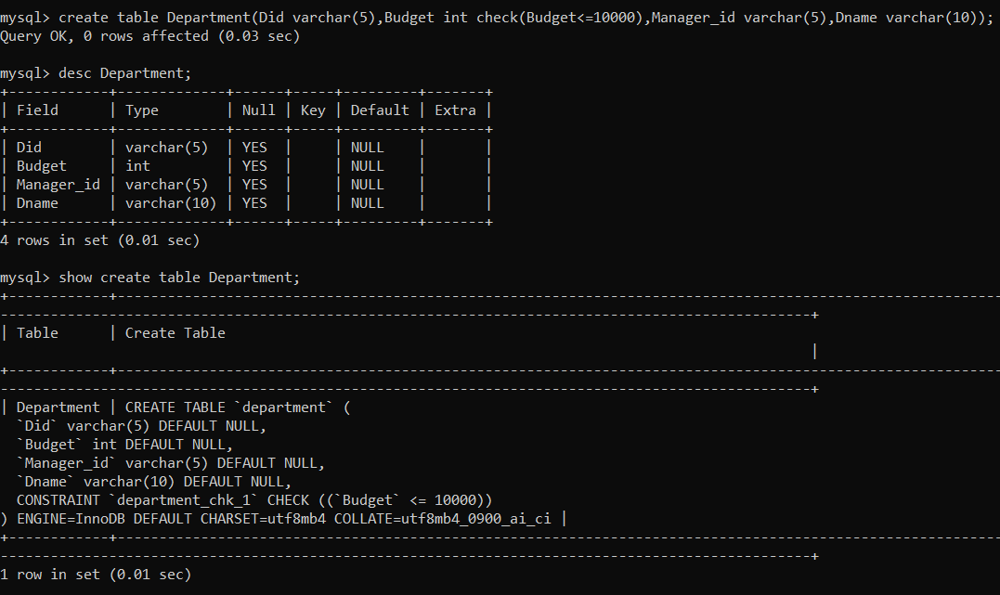 mysql> create table Department(Did varchar(5),Budget int check(Budget<=10000),Manager_id varchar(5),Dname varchar(10));
Query OK, 0 rows affected (0.03 sec)
mysql> desc Department;
+------------+-------------+------+-----+---------+-------+
| Field      | Type        | Null | Key | Default | Extra |
+------------+-------------+------+-----+---------+-------+
| Did        | varchar(5)  | YES  |     | NULL    |       |
| Budget     | int         | YES  |     | NULL    |       |
| Manager_id | varchar(5)  | YES  |     | NULL    |       |
| Dname      | varchar(10) | YES  |     | NULL    |       |
+------------+-------------+------+-----+---------+-------+
4 rows in set (0.01 sec)
mysql> show create table Department;
| Table      | Create Table
|
| Department | CREATE TABLE `department` (
  `Did` varchar(5) DEFAULT NULL,
  `Budget` int DEFAULT NULL,
  `Manager_id` varchar(5) DEFAULT NULL,
  `Dname` varchar(10) DEFAULT NULL,
  CONSTRAINT `department_chk_1` CHECK ((`Budget` <= 10000))
) ENGINE=InnoDB DEFAULT CHARSET=utf8mb4 COLLATE=utf8mb4_0900_ai_ci |
1 row in set (0.01 sec)